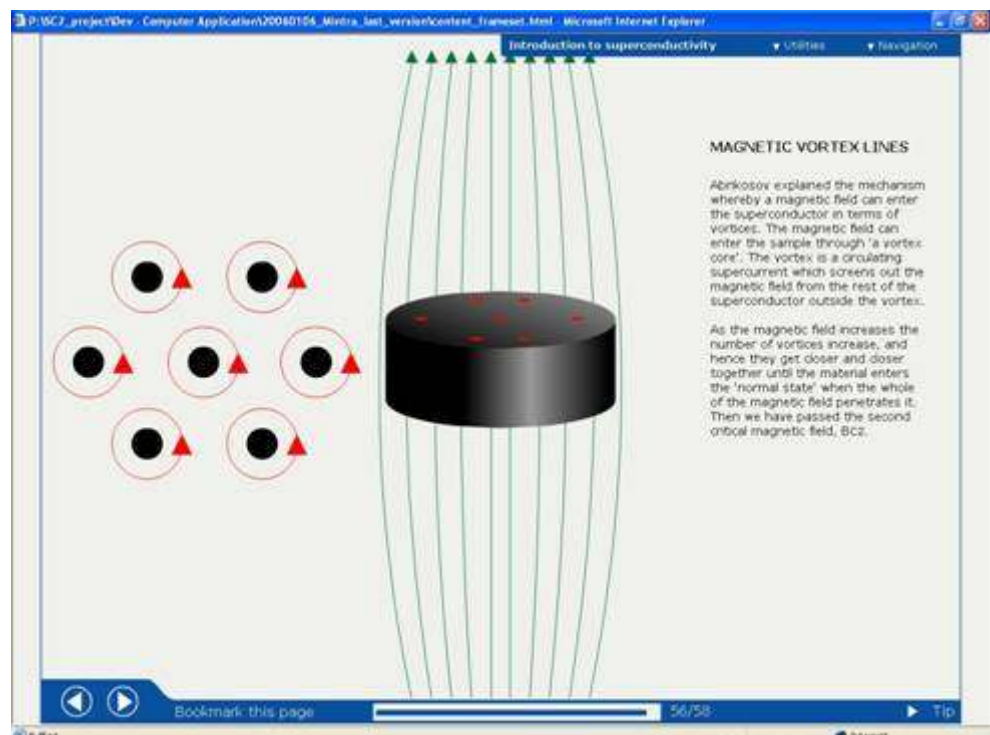 P:\SC2_project\Dev - Computer Application\20060106_Mintra_last_version\content_frameset.html - Microsoft Internet Explorer
Introduction to superconductivity
Utilities
Navigation
MAGNETIC VORTEX LINES
Abrikosov explained the mechanism
whereby a magnetic field can enter
the superconductor in terms of
vortices. The magnetic field can
enter the sample through 'a vortex
core'. The vortex is a circulating
supercurrent which screens out the
magnetic field from the rest of the
superconductor outside the vortex.
As the magnetic field increases the
number of vortices increase, and
hence they get closer and closer
together until the material enters
the 'normal state' when the whole
of the magnetic field penetrates it.
Then we have passed the second
critical magnetic field, Bc2.
Bookmark this page
56/58
Tip